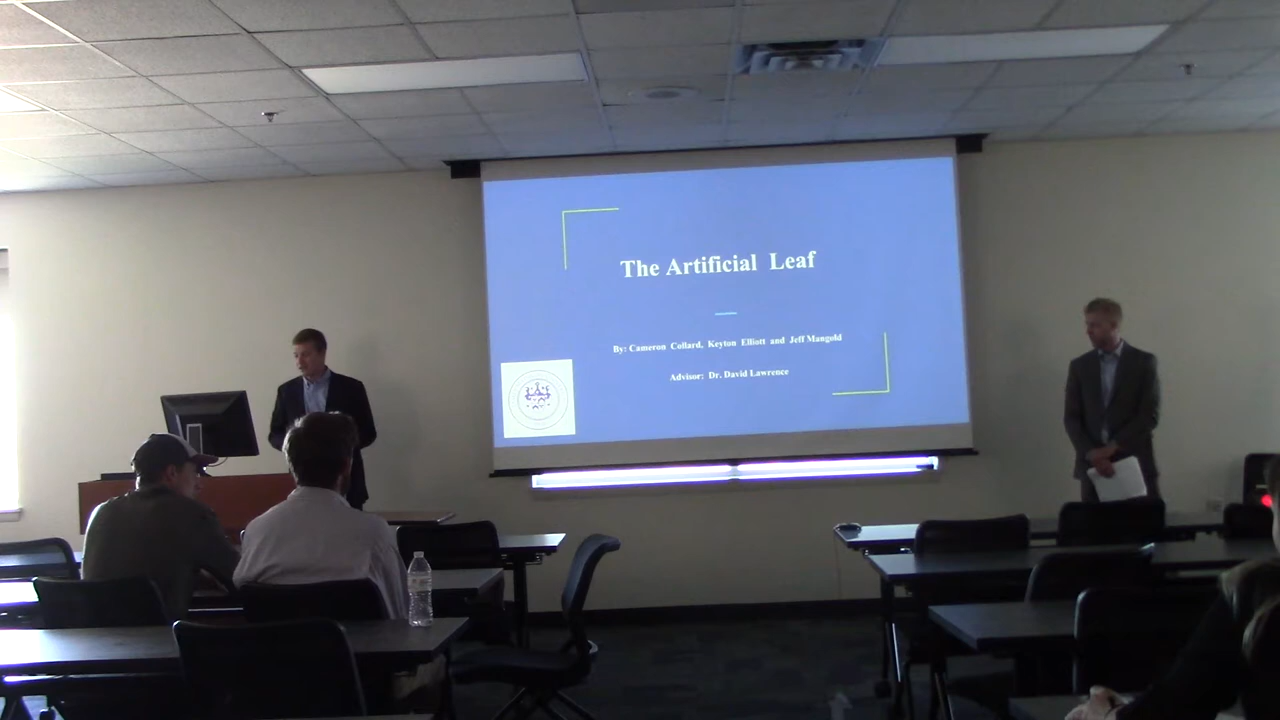 The Artificial Leaf
By: Cameron Collard, Keyton Elliott and Jeff Mangold
Advisor: Dr. David Lawrence